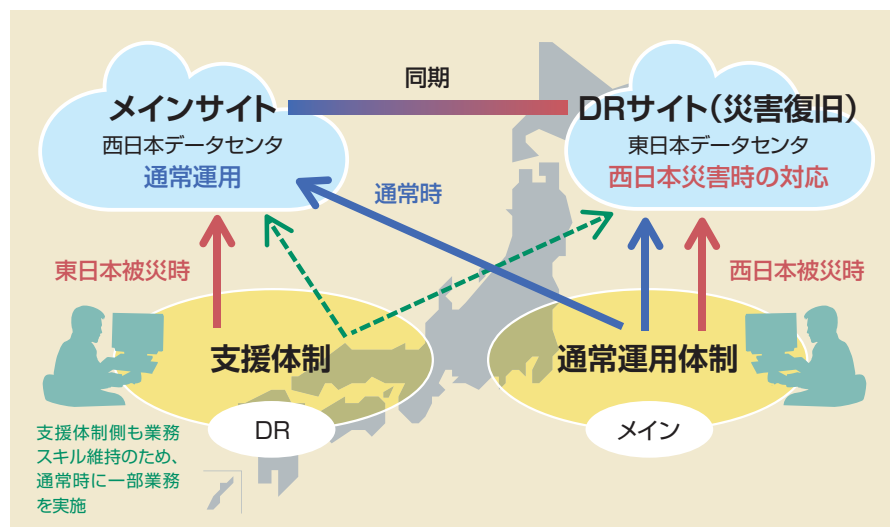 同期
メインサイト
西日本データセンタ
通常運用
DRサイト(災害復旧)
東日本データセンタ
西日本災害時の対応
通常時
東日本被災時
西日本被災時
支援体制
通常運用体制
DR
メイン
支援体制側も業務
スキル維持のため、
通常時に一部業務
を実施